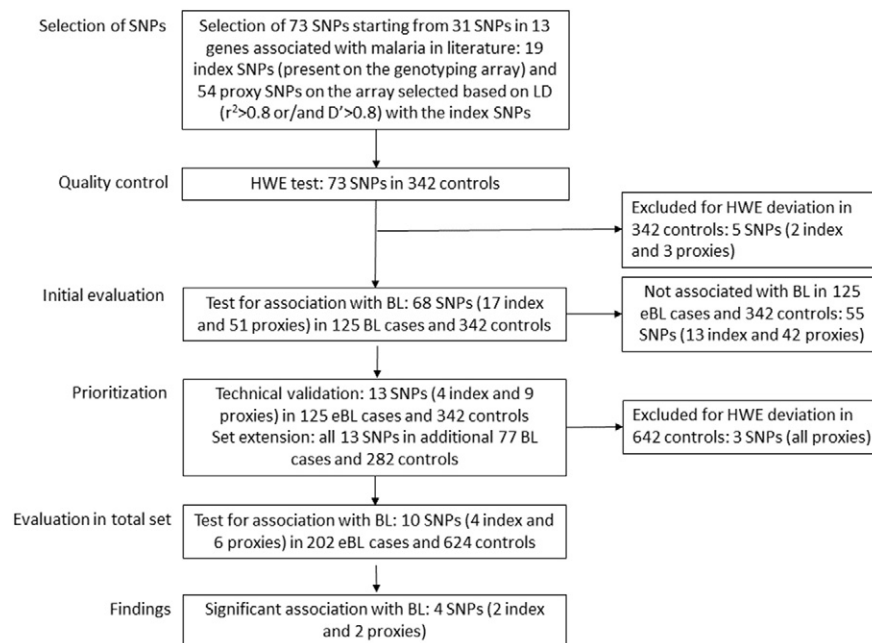 Selection of SNPs
Selection of 73 SNPs starting from 31 SNPs in 13
genes associated with malaria in literature: 19
index SNPs (present on the genotyping array) and
54 proxy SNPs on the array selected based on LD
(r²>0.8 or/and D'>0.8) with the index SNPs
Quality control
HWE test: 73 SNPs in 342 controls
Excluded for HWE deviation in
342 controls: 5 SNPs (2 index
and 3 proxies)
Initial evaluation
Test for association with BL: 68 SNPs (17 index
and 51 proxies) in 125 BL cases and 342 controls
Not associated with BL in 125
eBL cases and 342 controls: 55
SNPs (13 index and 42 proxies)
Prioritization
Technical validation: 13 SNPs (4 index and 9
proxies) in 125 eBL cases and 342 controls
Set extension: all 13 SNPs in additional 77 BL
cases and 282 controls
Excluded for HWE deviation in
642 controls: 3 SNPs (all proxies)
Evaluation in total set
Test for association with BL: 10 SNPs (4 index and
6 proxies) in 202 eBL cases and 624 controls
Findings
Significant association with BL: 4 SNPs (2 index
and 2 proxies)